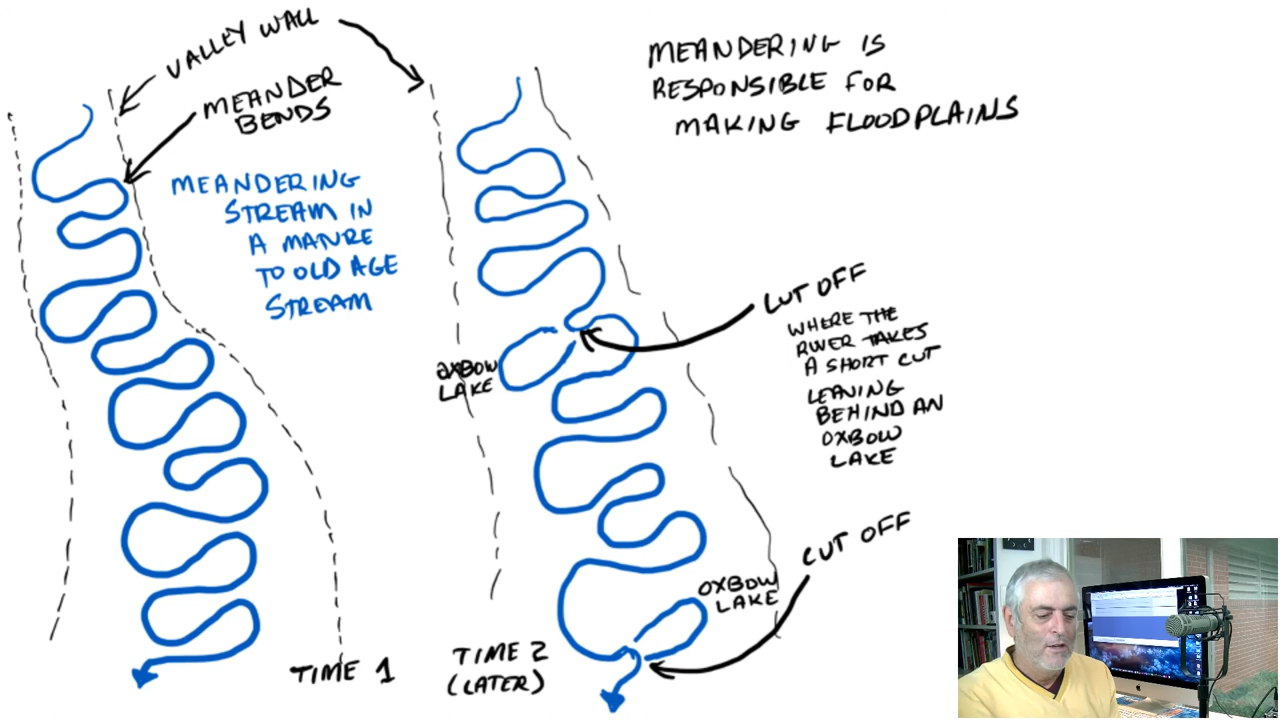 VALLEY WALL
MEANDER
BENDS
MEANDERING
STREAM IN
A MATURE
TO OLD AGE
STREAM
TIME 1
MEANDERING IS
RESPONSIBLE FOR
MAKING FLOODPLAINS
CUT OFF
WHERE THE
RIVER TAKES
A SHORT CUT
LEAVING
BEHIND AN
OXBOW
LAKE
OXBOW
LAKE
CUT OFF
OXBOW
LAKE
TIME 2
(LATER)